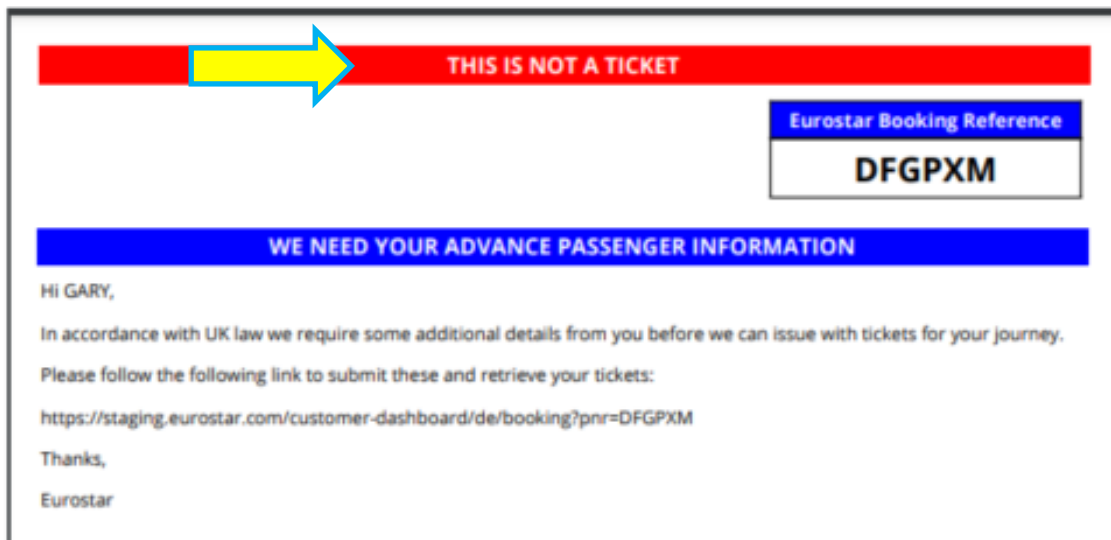 THIS IS NOT A TICKET
Eurostar Booking Reference
DFGPXM
WE NEED YOUR ADVANCE PASSENGER INFORMATION
Hi GARY,
In accordance with UK law we require some additional details from you before we can issue with tickets for your journey.
Please follow the following link to submit these and retrieve your tickets:
https://staging.eurostar.com/customer-dashboard/de/booking?pnr=DFGPXM
Thanks,
Eurostar